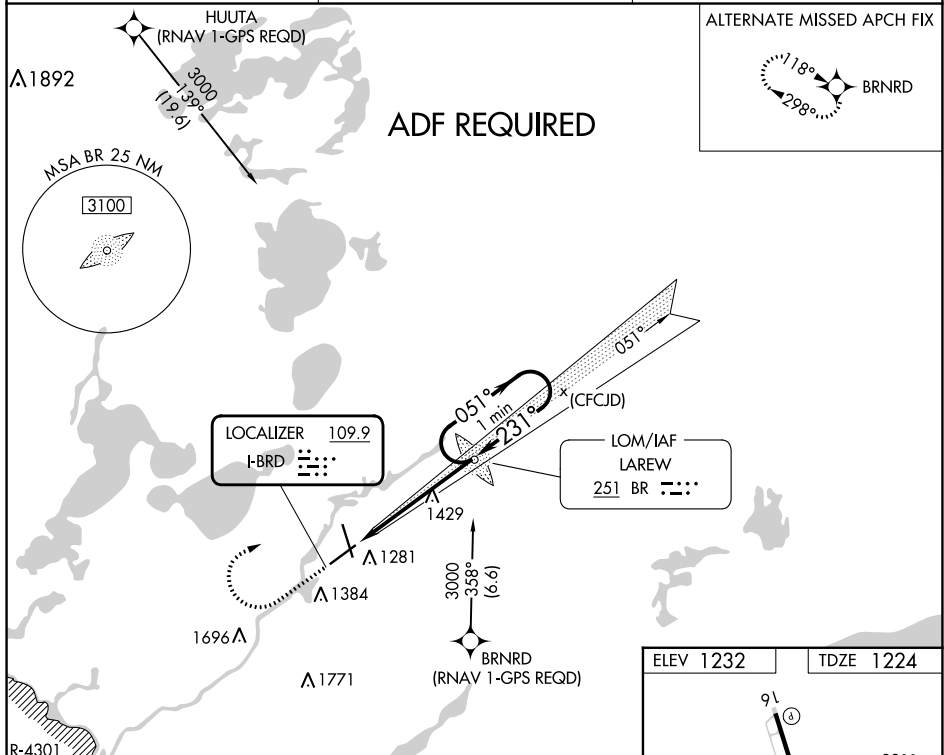 HUUTA
(RNAV 1-GPS REQD)
ALTERNATE MISSED APCH FIX
118°
298°
BRNRD
1892
3000
139°
(19.6)
ADF REQUIRED
MSA BR 25 NM
3100
051°
051°
1 min
231°
(CFCJD)
LOCALIZER 109.9
I-BRD
LOM/IAF
LAREW
251 BR
1429
1281
1384
3000
358°
(6.6)
1696
BRNRD
(RNAV 1-GPS REQD)
1771
ELEV 1232
TDZE 1224
16
P
R-4301